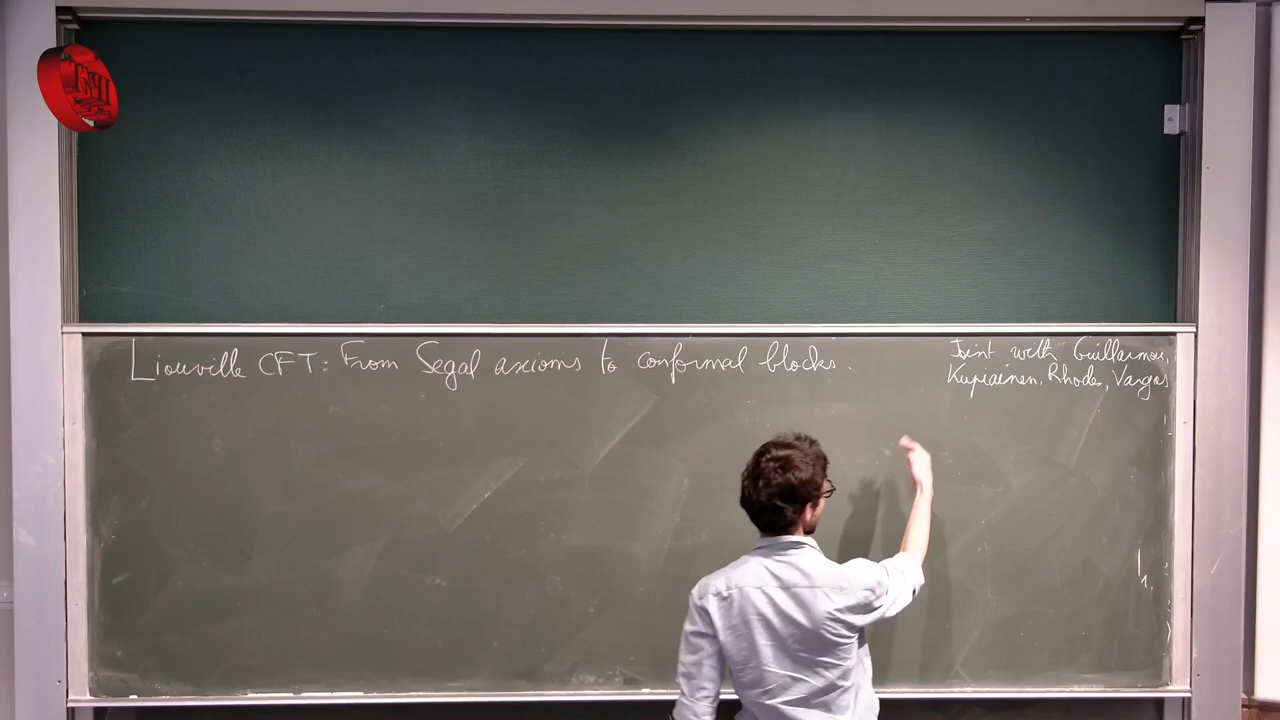 Liouville CFT: From Segal axioms to conformal blocks.
Joint with Guillarmou,
Kupiainen, Rhodes, Vargas